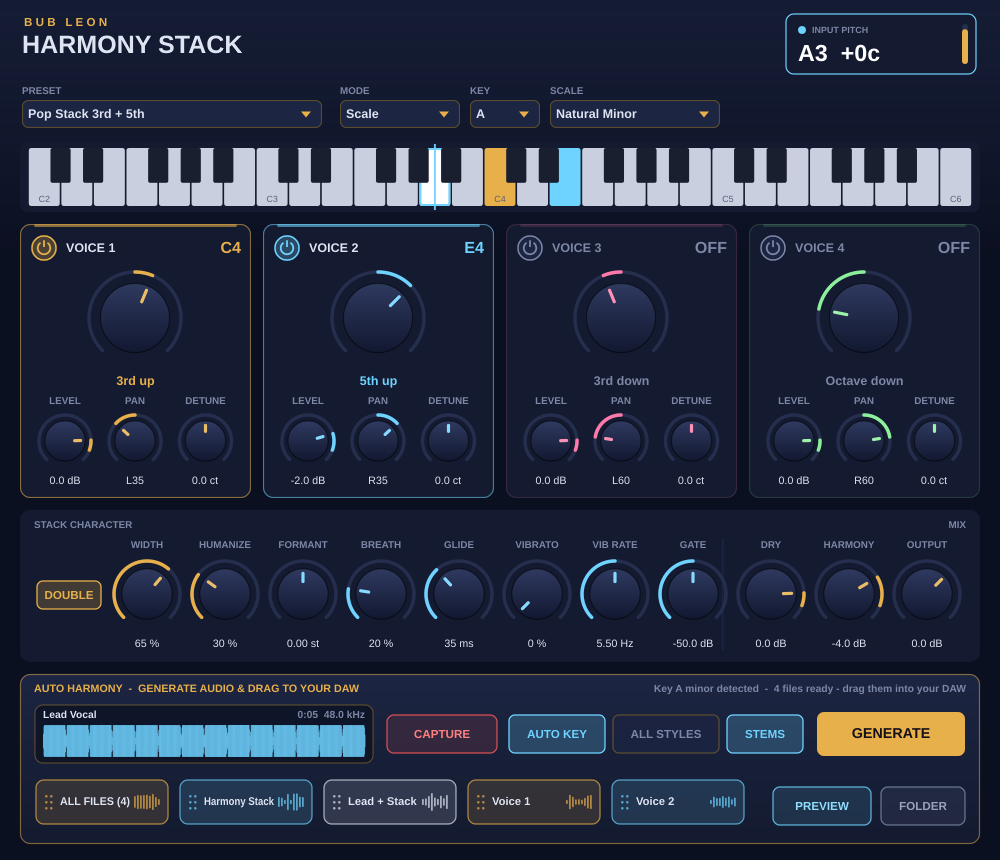 BUB LEON
HARMONY STACK
INPUT PITCH
A3 +0c
PRESET
MODE
KEY
SCALE
Pop Stack 3rd + 5th
Scale
A
Natural Minor
C2
C3
C4
C5
C6
VOICE 1
C4
3rd up
LEVEL PAN DETUNE
0.0 dB L35 0.0 ct
VOICE 2
E4
5th up
LEVEL PAN DETUNE
-2.0 dB R35 0.0 ct
VOICE 3
OFF
3rd down
LEVEL PAN DETUNE
0.0 dB L60 0.0 ct
VOICE 4
OFF
Octave down
LEVEL PAN DETUNE
0.0 dB R60 0.0 ct
STACK CHARACTER
MIX
WIDTH HUMANIZE FORMANT BREATH GLIDE VIBRATO VIB RATE GATE DRY HARMONY OUTPUT
DOUBLE
65 % 30 % 0.00 st 20 % 35 ms 0 % 5.50 Hz -50.0 dB 0.0 dB -4.0 dB 0.0 dB
AUTO HARMONY - GENERATE AUDIO & DRAG TO YOUR DAW
Key A minor detected - 4 files ready - drag them into your DAW
Lead Vocal
0:05 48.0 kHz
CAPTURE
AUTO KEY
ALL STYLES
STEMS
GENERATE
ALL FILES (4)
Harmony Stack
Lead + Stack
Voice 1
Voice 2
PREVIEW
FOLDER